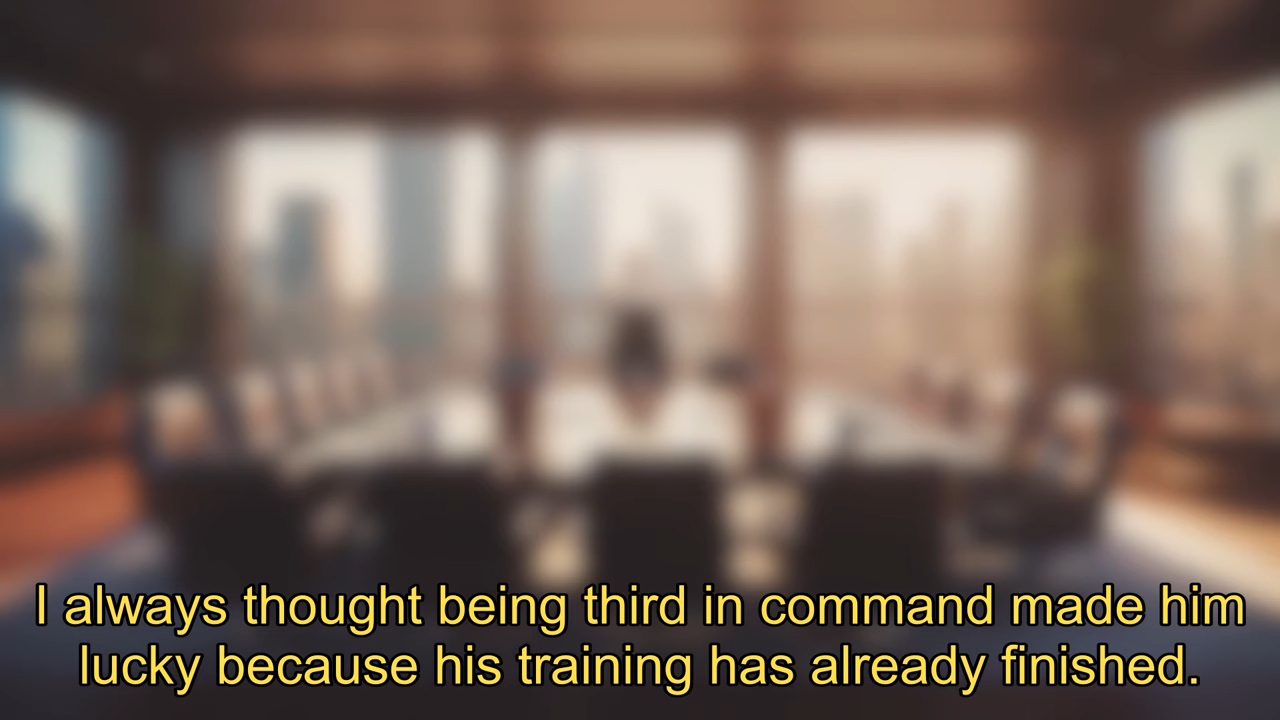 I always thought being third in command made him
lucky because his training has already finished.